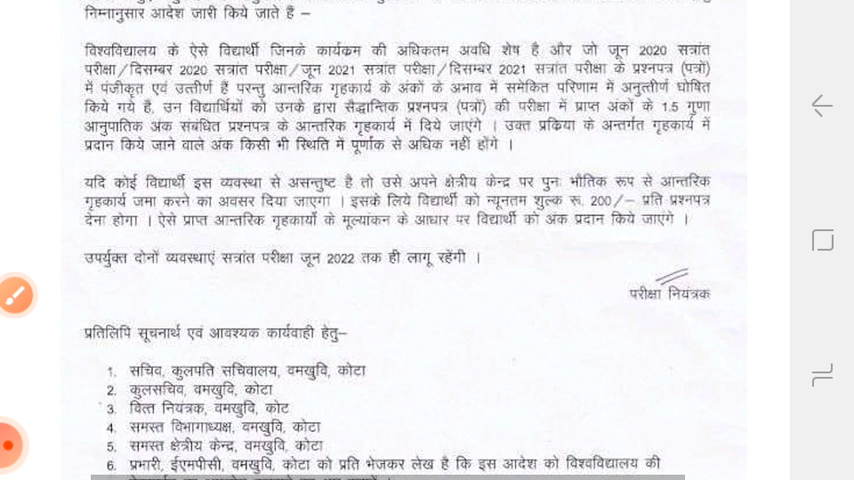 निम्नानुसार आदेश जारी किये जाते हैं –
विश्वविद्यालय के ऐसे विद्यार्थी जिनके कार्यक्रम की अधिकतम अवधि शेष है और जो जून 2020 सत्रांत
परीक्षा/दिसम्बर 2020 सत्रांत परीक्षा/जून 2021 सत्रांत परीक्षा/दिसम्बर 2021 सत्रांत परीक्षा के प्रश्नपत्र (पत्रों)
में पंजीकृत एवं उत्तीर्ण हैं परन्तु आन्तरिक गृहकार्य के अंकों के अभाव में समेकित परिणाम में अनुत्तीर्ण घोषित
किये गये हैं, उन विद्यार्थियों को उनके द्वारा सैद्धान्तिक प्रश्नपत्र (पत्रों) की परीक्षा में प्राप्त अंकों के 1.5 गुणा
आनुपातिक अंक संबंधित प्रश्नपत्र के आन्तरिक गृहकार्य में दिये जाएंगे । उक्त प्रक्रिया के अन्तर्गत गृहकार्य में
प्रदान किये जाने वाले अंक किसी भी स्थिति में पूर्णांक से अधिक नहीं होंगे ।
यदि कोई विद्यार्थी इस व्यवस्था से असन्तुष्ट है तो उसे अपने क्षेत्रीय केन्द्र पर पुनः भौतिक रूप से आन्तरिक
गृहकार्य जमा करने का अवसर दिया जाएगा । इसके लिये विद्यार्थी को न्यूनतम शुल्क रू. 200/– प्रति प्रश्नपत्र
देना होगा । ऐसे प्राप्त आन्तरिक गृहकार्यों के मूल्यांकन के आधार पर विद्यार्थी को अंक प्रदान किये जाएंगे ।
उपर्युक्त दोनों व्यवस्थाएं सत्रांत परीक्षा जून 2022 तक ही लागू रहेंगी ।
परीक्षा नियंत्रक
प्रतिलिपि सूचनार्थ एवं आवश्यक कार्यवाही हेतु–
1. सचिव, कुलपति सचिवालय, वमखुवि, कोटा
2. कुलसचिव, वमखुवि, कोटा
3. वित्त नियंत्रक, वमखुवि, कोट
4. समस्त विभागाध्यक्ष, वमखुवि, कोटा
5. समस्त क्षेत्रीय केन्द्र, वमखुवि, कोटा
6. प्रभारी, ईएमपीसी, वमखुवि, कोटा को प्रति भेजकर लेख है कि इस आदेश को विश्वविद्यालय की